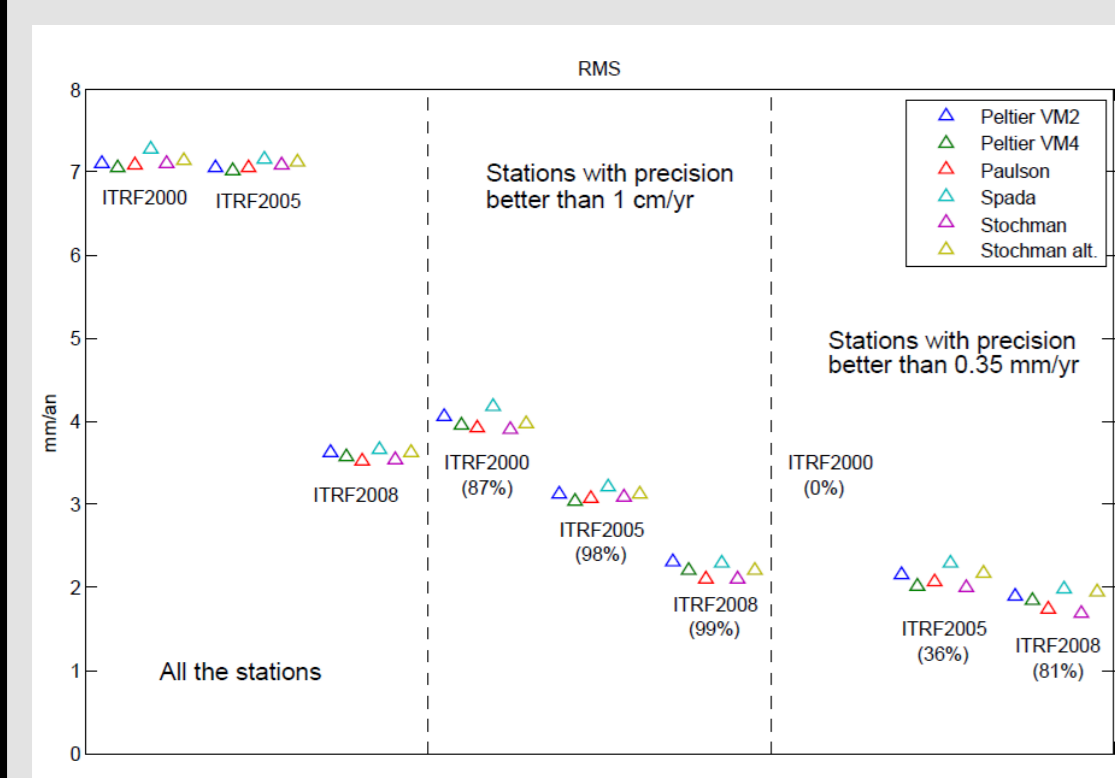 RMS
8
7
6
5
4
3
2
1
0
mm/an
ITRF2000
ITRF2005
ITRF2008
All the stations
Stations with precision
better than 1 cm/yr
ITRF2000
(87%)
ITRF2005
(98%)
ITRF2008
(99%)
Peltier VM2
Peltier VM4
Paulson
Spada
Stochman
Stochman alt.
Stations with precision
better than 0.35 mm/yr
ITRF2000
(0%)
ITRF2005
(36%)
ITRF2008
(81%)